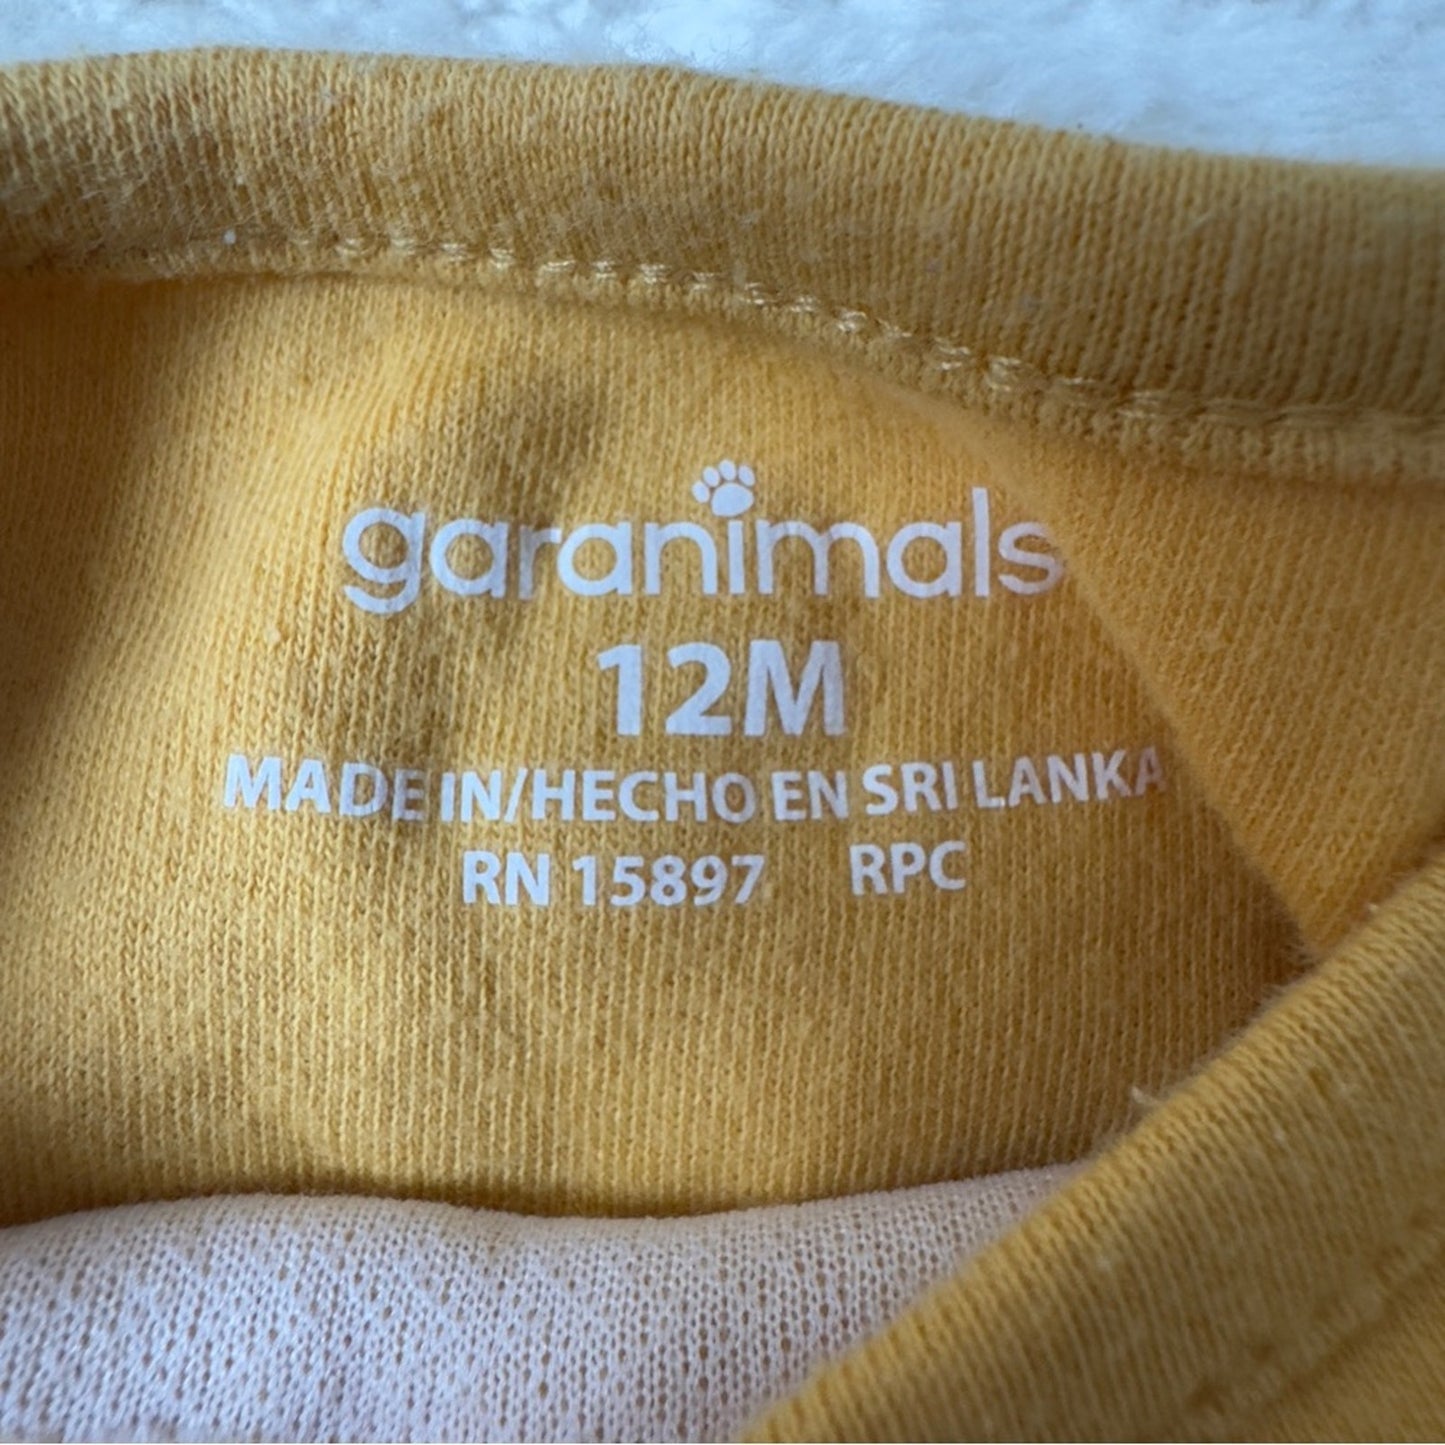 garanimals
12M
MADE IN/HECHO EN SRI LANKA
RN 15897 RPC